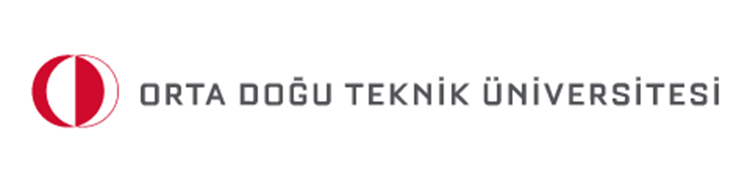 ORTA DOĞU TEKNİK ÜNİVERSİTESİ